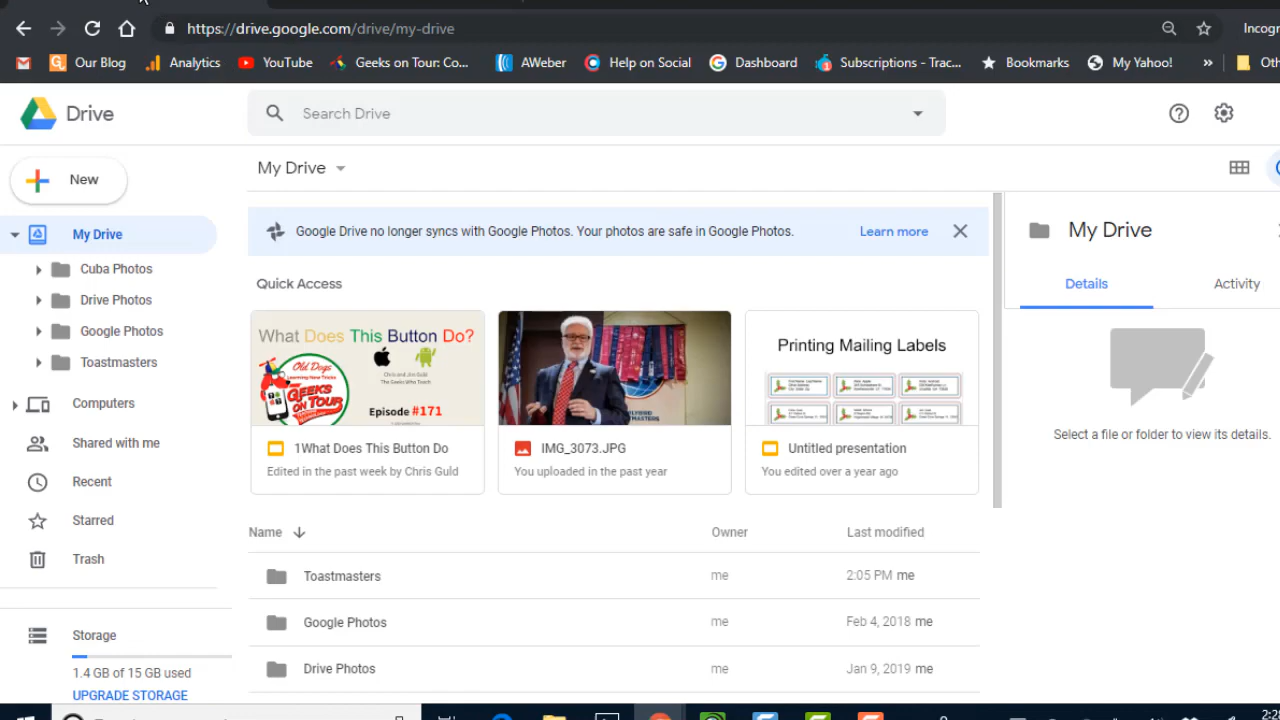 https://drive.google.com/drive/my-drive
Incogn
Our Blog
Analytics
YouTube
Geeks on Tour: Co...
AWeber
Help on Social
Dashboard
Subscriptions - Trac...
Bookmarks
My Yahoo!
»
Oth
Drive
Search Drive
New
My Drive
My Drive
Cuba Photos
Drive Photos
Google Photos
Toastmasters
Computers
Shared with me
Recent
Starred
Trash
Storage
1.4 GB of 15 GB used
UPGRADE STORAGE
Google Drive no longer syncs with Google Photos. Your photos are safe in Google Photos.
Learn more
Quick Access
What Does This Button Do?
Old Dogs
Learning New Tricks
GEEKS
ON TOUR
Chris and Jim Guld
The Geeks Who Teach
Episode #171
1What Does This Button Do
Edited in the past week by Chris Guld
IMG_3073.JPG
You uploaded in the past year
Printing Mailing Labels
Untitled presentation
You edited over a year ago
Name
Owner
Last modified
Toastmasters
me
2:05 PM me
Google Photos
me
Feb 4, 2018 me
Drive Photos
me
Jan 9, 2019 me
My Drive
Details
Activity
Select a file or folder to view its details.